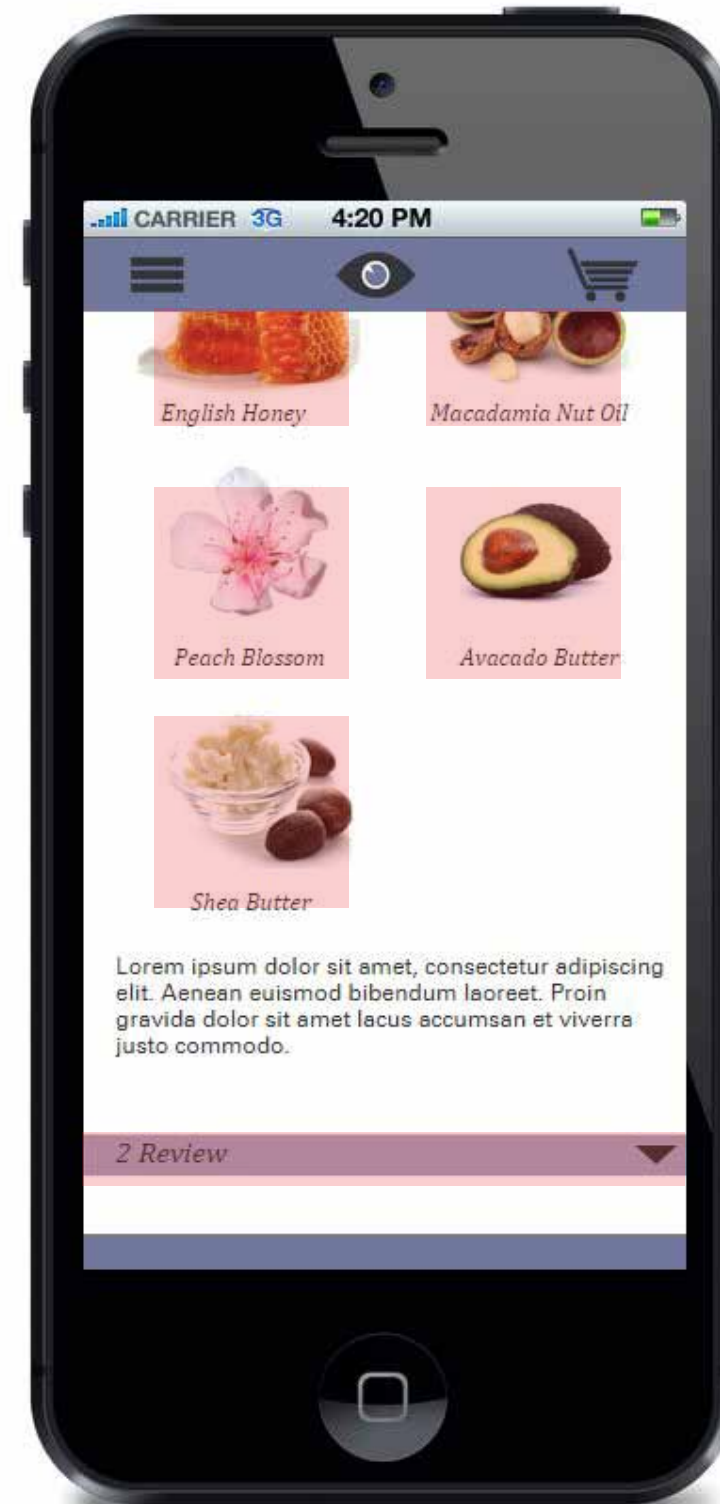 CARRIER 3G 4:20 PM
English Honey Macadamia Nut Oil
Peach Blossom Avacado Butter
Shea Butter
Lorem ipsum dolor sit amet, consectetur adipiscing
elit. Aenean euismod bibendum laoreet. Proin
gravida dolor sit amet lacus accumsan et viverra
justo commodo.
2 Review